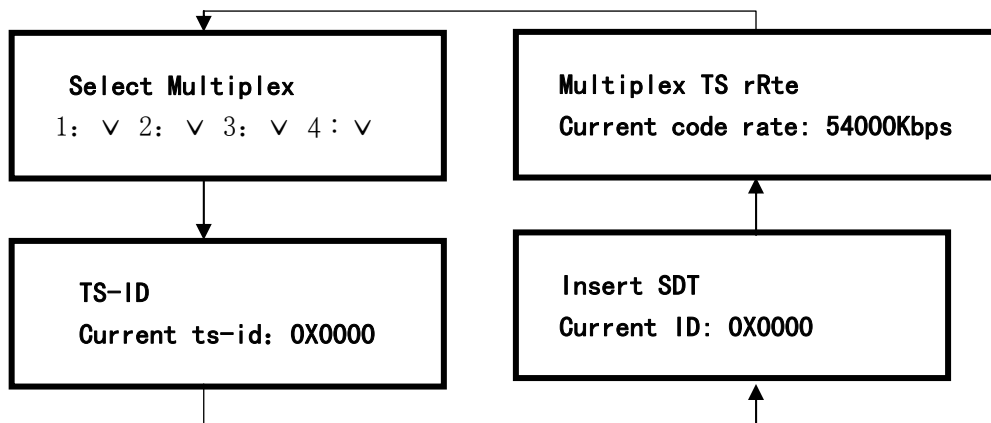 Select Multiplex
1: ∨ 2: ∨ 3: ∨ 4: ∨
TS-ID
Current ts-id: 0X0000
Insert SDT
Current ID: 0X0000
Multiplex TS rRte
Current code rate: 54000Kbps